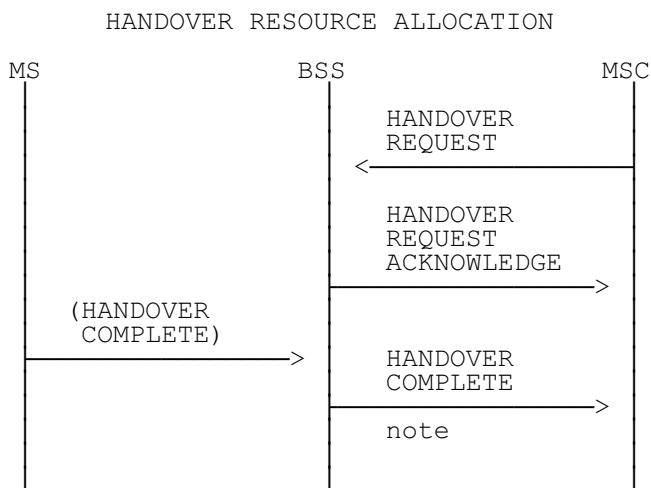 HANDOVER RESOURCE ALLOCATION
MS BSS MSC
HANDOVER
REQUEST
HANDOVER
REQUEST
ACKNOWLEDGE
(HANDOVER
COMPLETE)
HANDOVER
COMPLETE
note